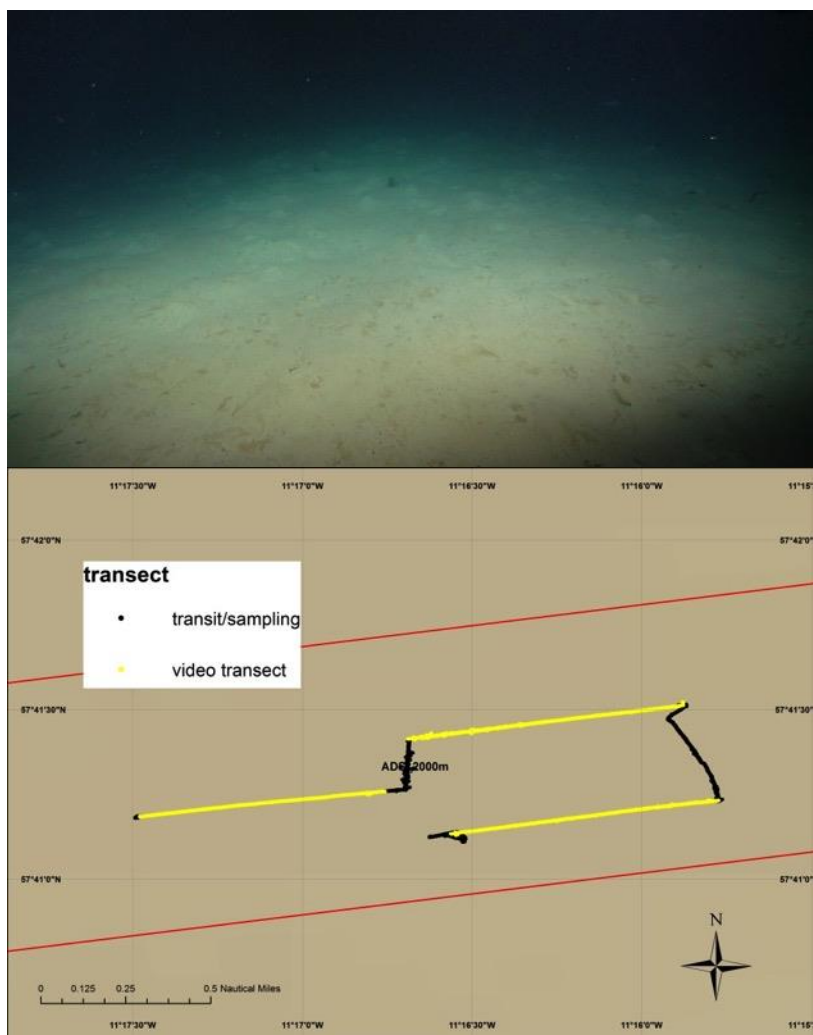 11°17'30"W 11°17'0"W 11°16'30"W 11°16'0"W 11°15'
57°42'0"N 57°42'0"
transect
transit/sampling
video transect
57°41'30"N 57°41'30"
2000m
57°41'0"N 57°41'0"
N
0 0.125 0.25 0.5 Nautical Miles
11°17'30"W 11°17'0"W 11°16'30"W 11°16'0"W 11°15'